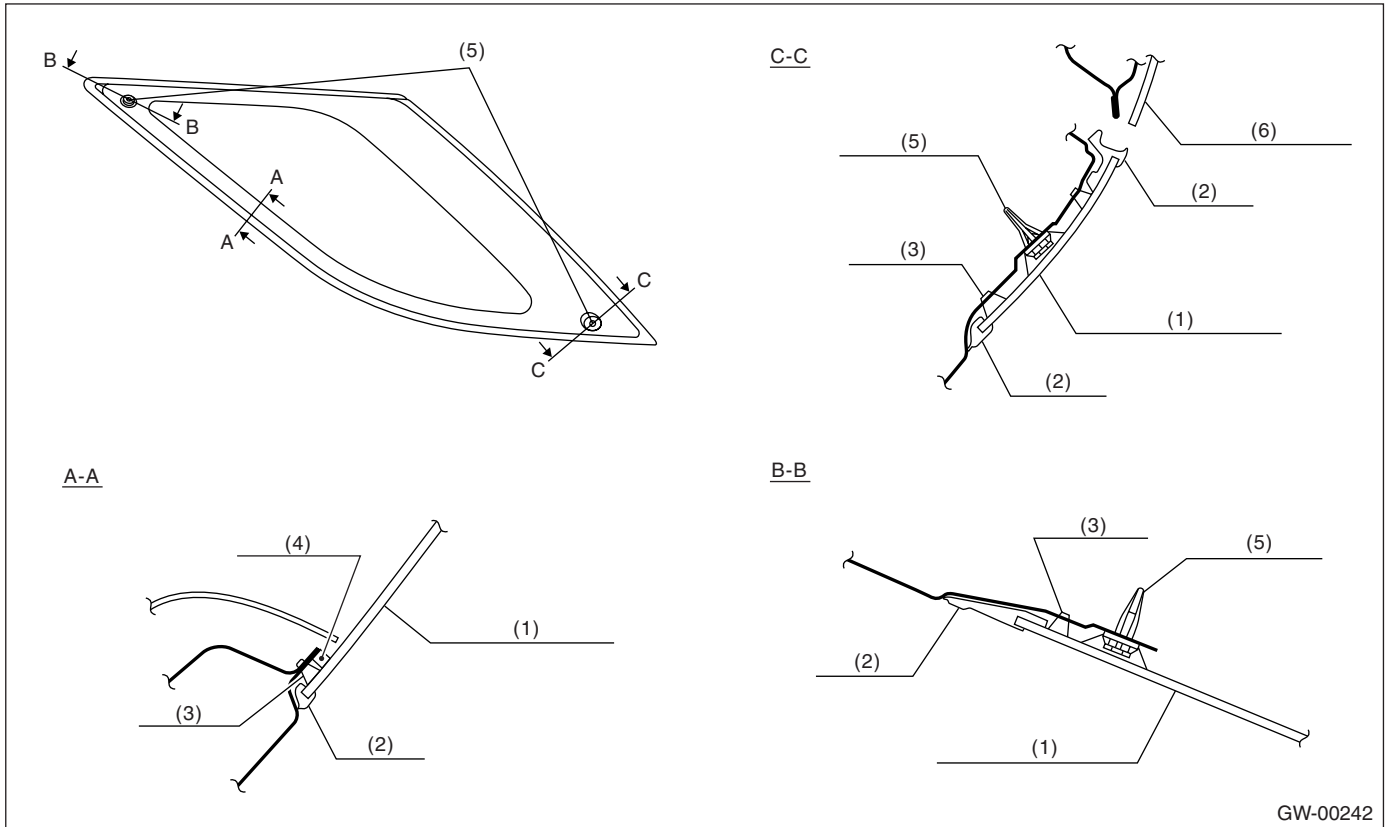 (5)
B
B
A
A
C
C
C-C
(6)
(5)
(2)
(3)
(1)
(2)
A-A
(4)
(1)
(3)
(2)
B-B
(3)
(5)
(2)
(1)
GW-00242